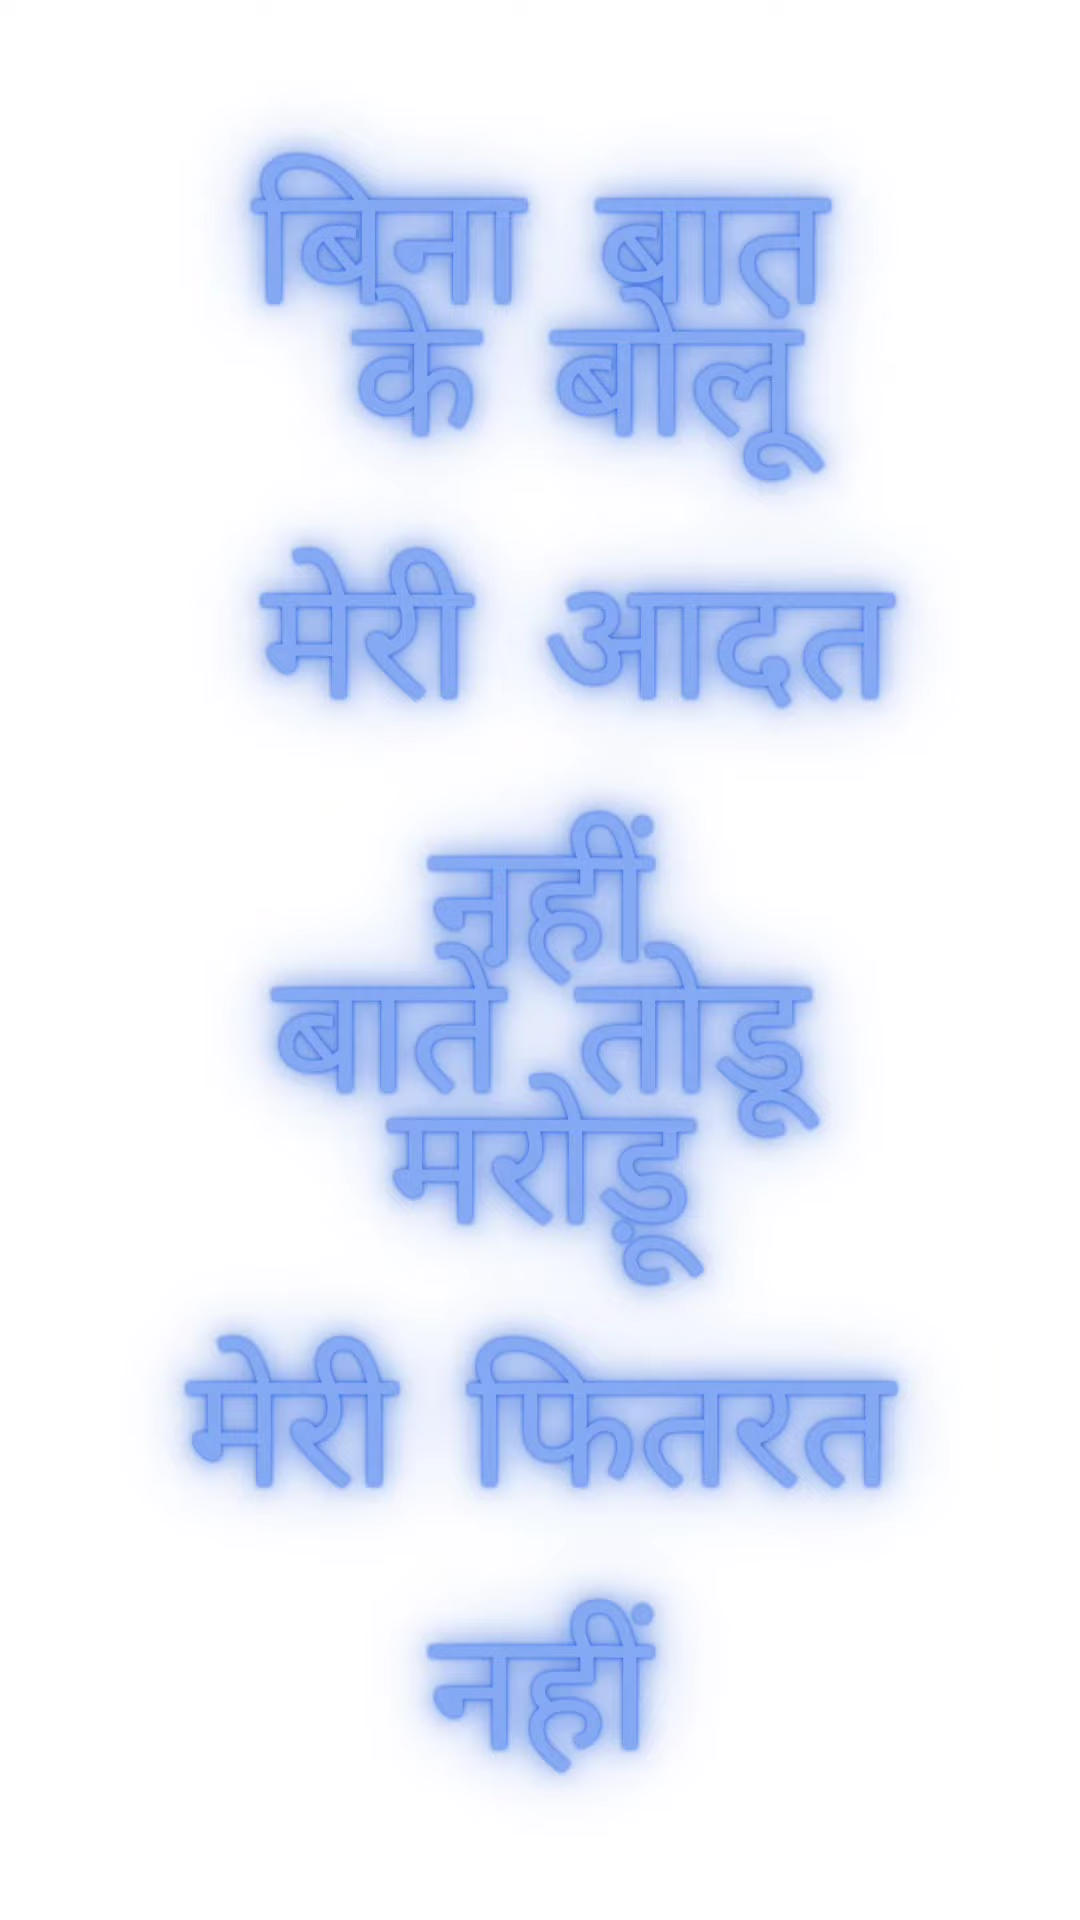 बिना बात
के बोलूं
मेरी आदत
नहीं
बातें तोडू
मरोड़ू
मेरी फितरत
नहीं